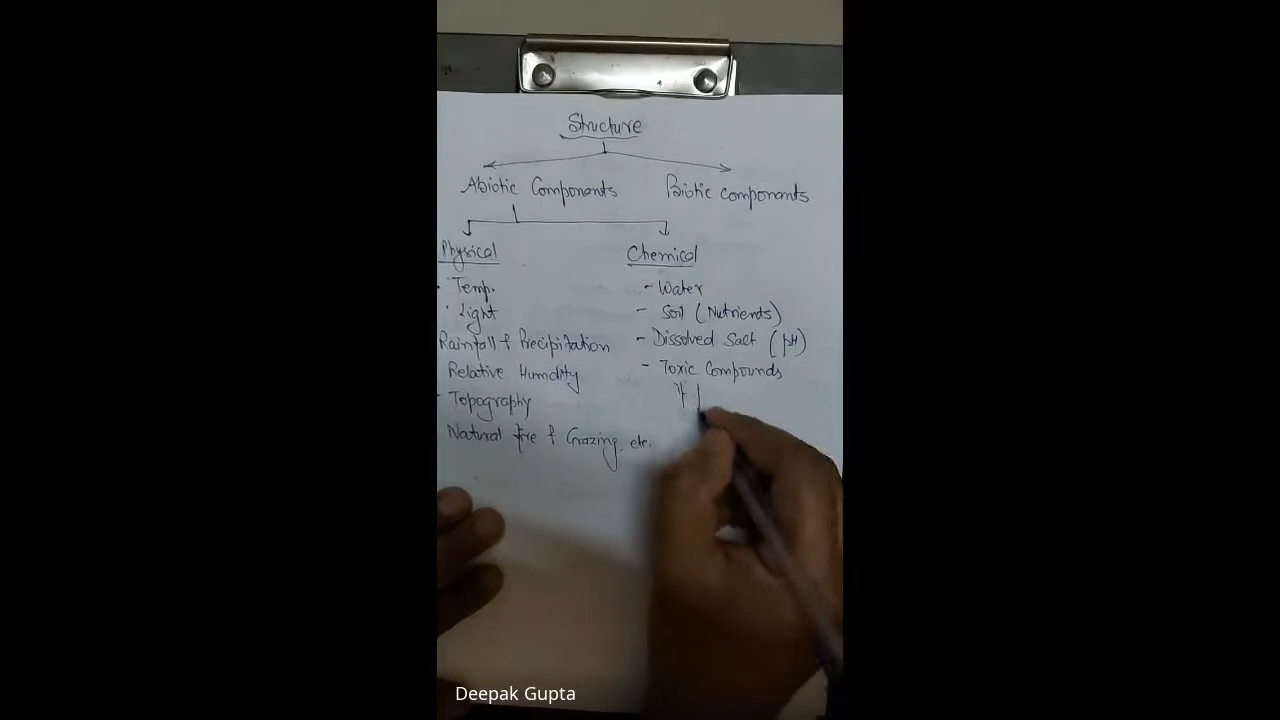 Structure
Abiotic Components
Biotic Components
Physical
Chemical
· Temp.
· Light
Rainfall & Precipitation
Relative Humdity
- Topography
Natural fire & Grazing, etc.
- Water
- Soil (Nutrients)
- Dissolved Salt (pH)
- Toxic Compounds
Deepak Gupta